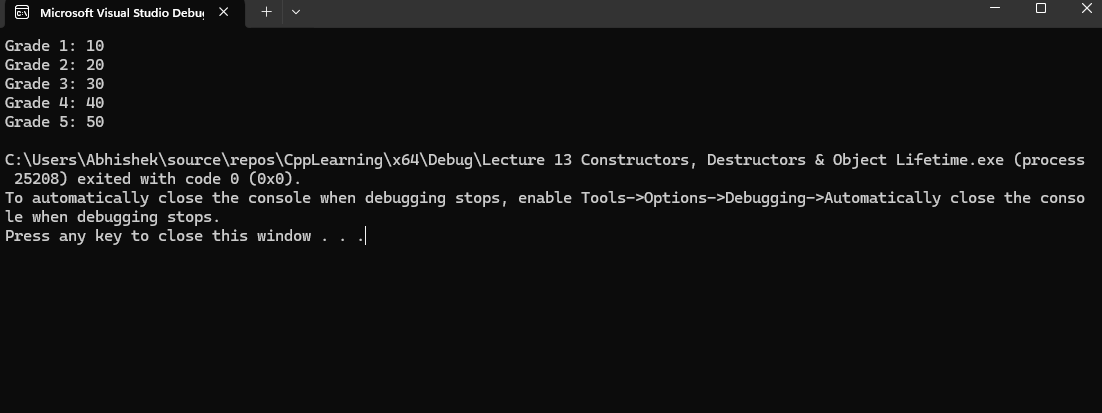 Microsoft Visual Studio Debug
Grade 1: 10
Grade 2: 20
Grade 3: 30
Grade 4: 40
Grade 5: 50
C:\Users\Abhishek\source\repos\CppLearning\x64\Debug\Lecture 13 Constructors, Destructors & Object Lifetime.exe (process
 25208) exited with code 0 (0x0).
To automatically close the console when debugging stops, enable Tools->Options->Debugging->Automatically close the conso
le when debugging stops.
Press any key to close this window . . .